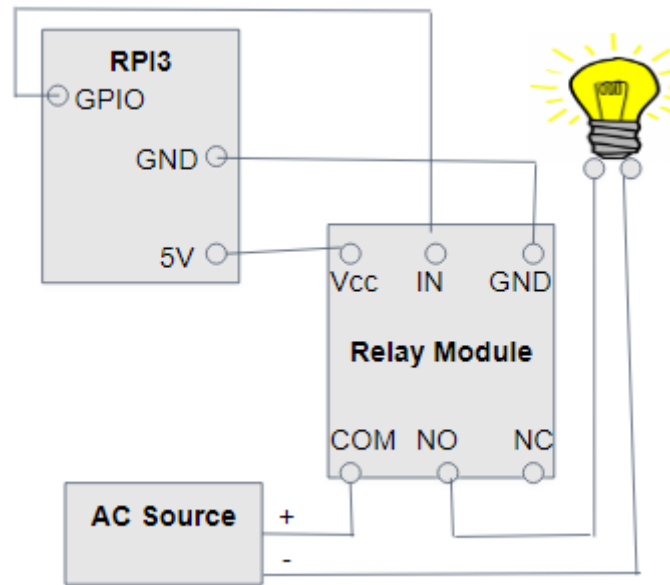 RPI3
GPIO
GND
5V
Vcc IN GND
Relay Module
COM NO NC
AC Source
+
-